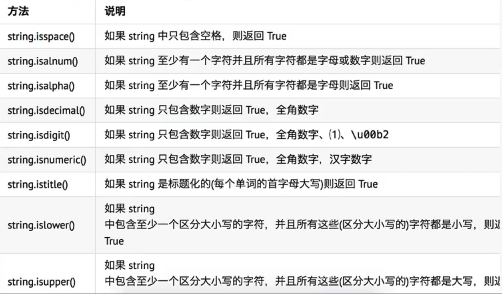 方法 说明
string.isspace() 如果 string 中只包含空格，则返回 True
string.isalnum() 如果 string 至少有一个字符并且所有字符都是字母或数字则返回 True
string.isalpha() 如果 string 至少有一个字符并且所有字符都是字母则返回 True
string.isdecimal() 如果 string 只包含数字则返回 True，全角数字
string.isdigit() 如果 string 只包含数字则返回 True，全角数字、⑴、\u00b2
string.isnumeric() 如果 string 只包含数字则返回 True，全角数字，汉字数字
string.istitle() 如果 string 是标题化的(每个单词的首字母大写)则返回 True
如果 string
string.islower() 中包含至少一个区分大小写的字符，并且所有这些(区分大小写的)字符都是小写，则
True
如果 string
string.isupper() 中包含至少一个区分大小写的字符，并且所有这些(区分大小写的)字符都是大写，则